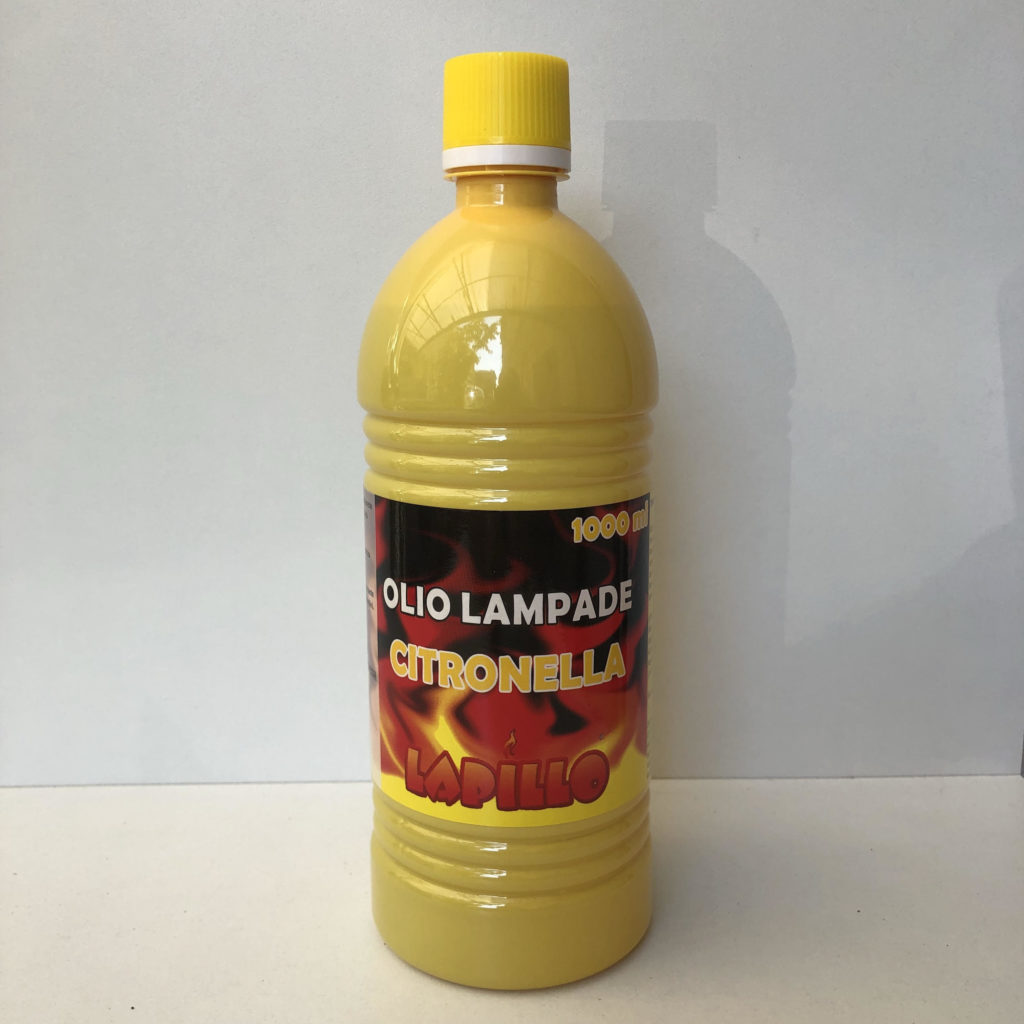 1000 ml
OLIO LAMPADE
CITRONELLA
LAPILLO